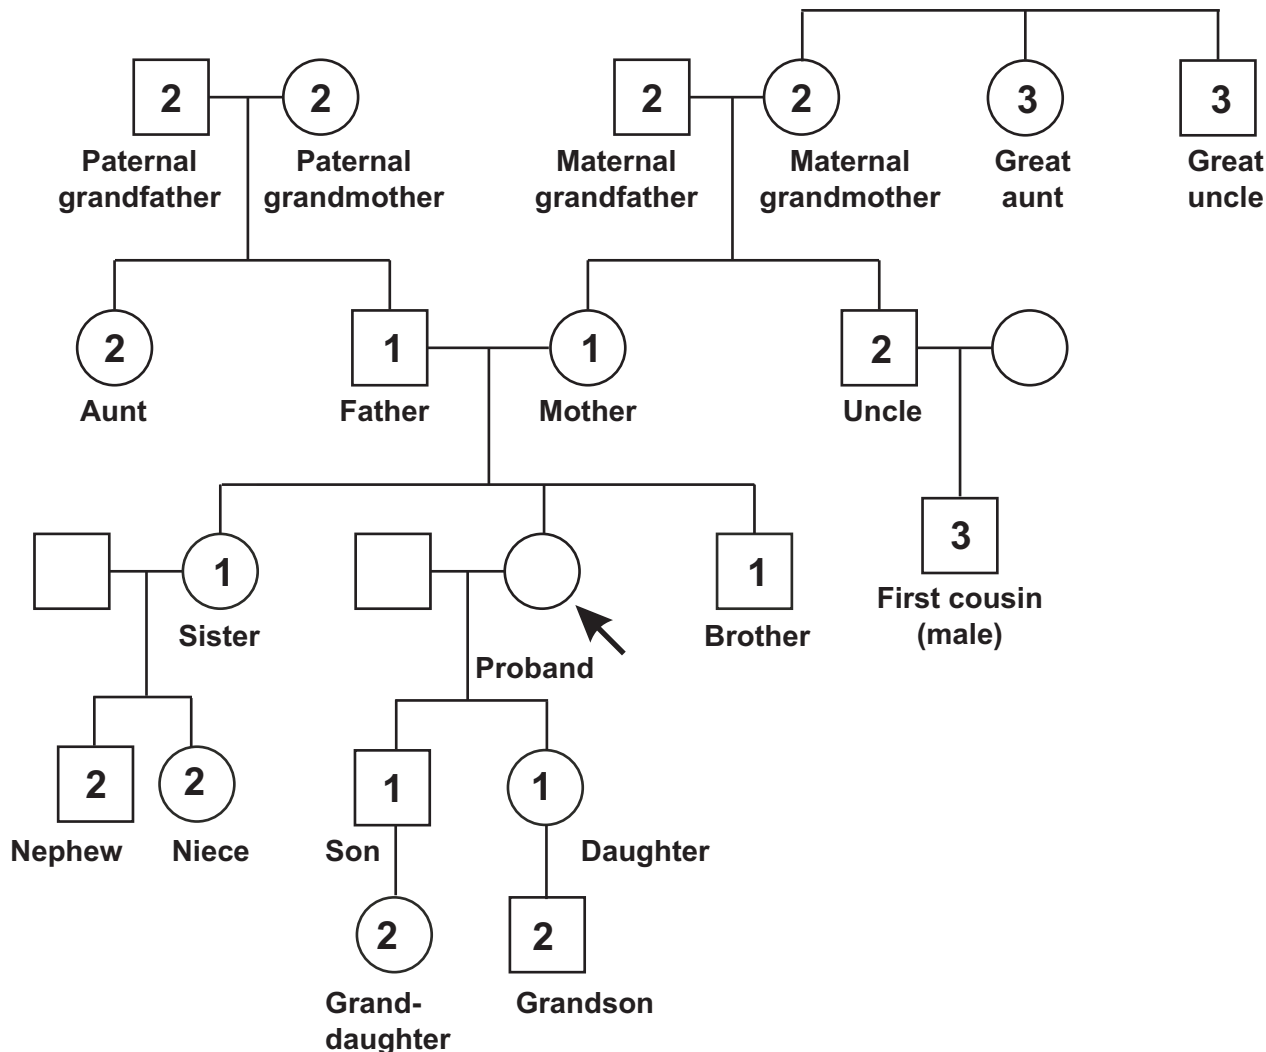 2 2 2 2 3 3
Paternal Paternal Maternal Maternal Great Great
grandfather grandmother grandfather grandmother aunt uncle
2 1 1 2
Aunt Father Mother Uncle
3
First cousin
(male)
1 1
Sister Brother
Proband
2 2 1 1
Nephew Niece Son Daughter
2 2
Grand- Grandson
daughter